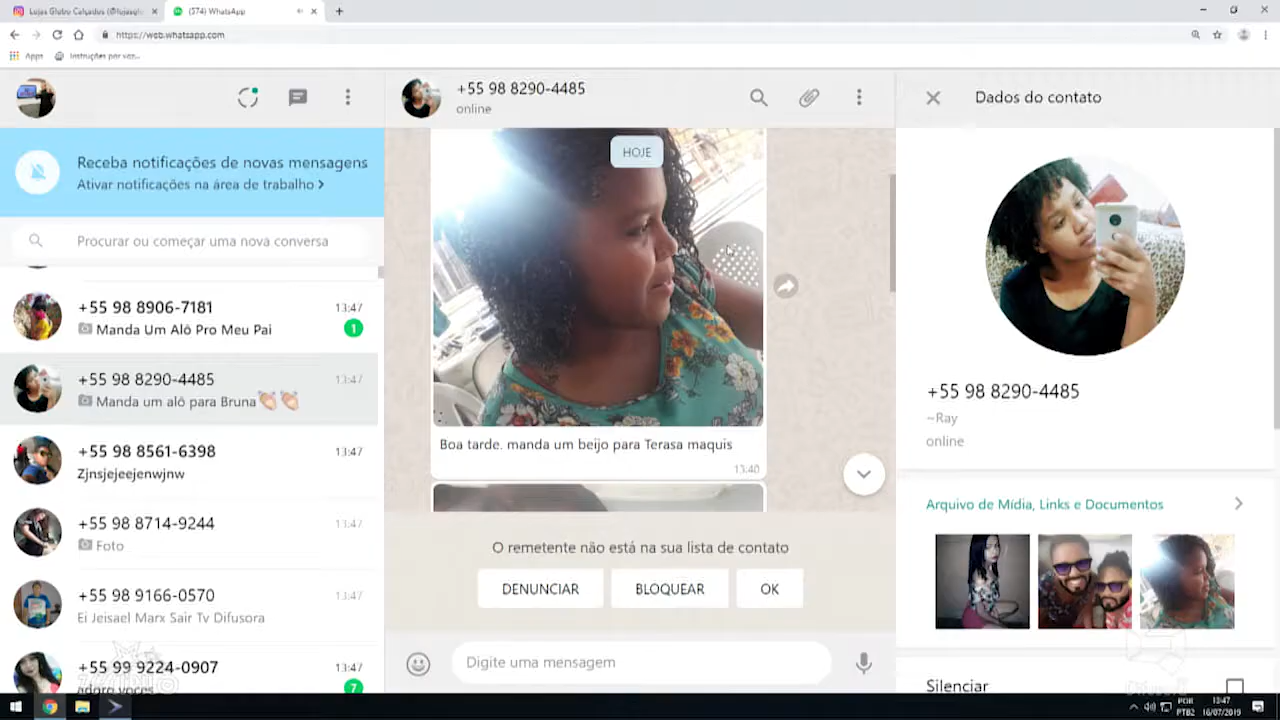 Lojas Globo Calçados (@lojasglo
(574) WhatsApp
https://web.whatsapp.com
Apps
Instruções por voz...
Receba notificações de novas mensagens
Ativar notificações na área de trabalho
Procurar ou começar uma nova conversa
+55 98 8906-7181 13:47
Manda Um Alô Pro Meu Pai 1
+55 98 8290-4485 13:47
Manda um alô para Bruna
+55 98 8561-6398 13:47
Zjnsjejeejenwjnw
+55 98 8714-9244 13:47
Foto
+55 98 9166-0570 13:47
Ei Jeisael Marx Sair Tv Difusora
+55 99 9224-0907 13:47
adoro voces 7
+55 98 8290-4485
online
HOJE
Boa tarde. manda um beijo para Terasa maquis
13:40
O remetente não está na sua lista de contato
DENUNCIAR BLOQUEAR OK
Digite uma mensagem
Dados do contato
+55 98 8290-4485
~Ray
online
Arquivo de Mídia, Links e Documentos
Silenciar
Difusora
POR 13:47
PTB2 16/07/2019